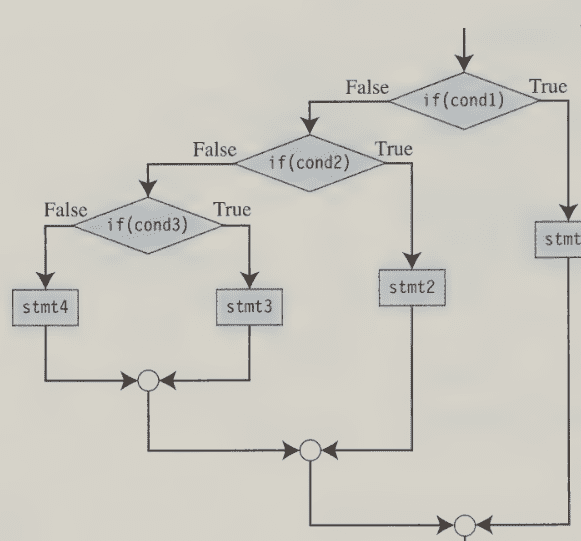 False
True
if(cond1)
False
True
if(cond2)
False
True
if(cond3)
stmt
stmt4
stmt3
stmt2